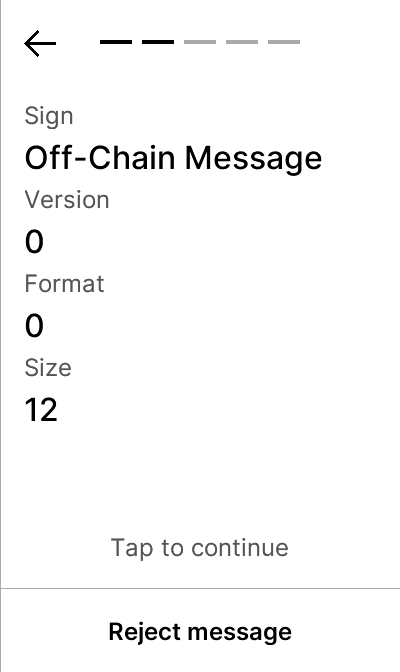 Sign
Off-Chain Message
Version
0
Format
0
Size
12
Tap to continue
Reject message